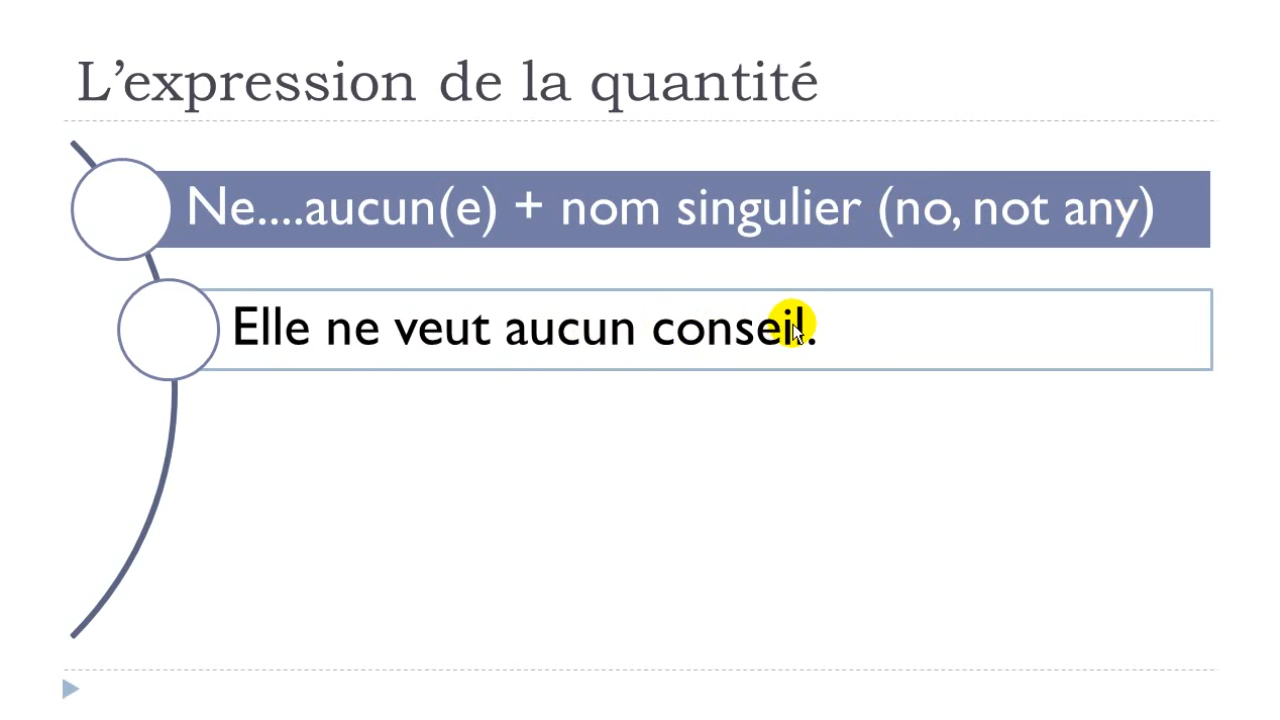 L’expression de la quantité
Ne....aucun(e) + nom singulier (no, not any)
Elle ne veut aucun conseil.